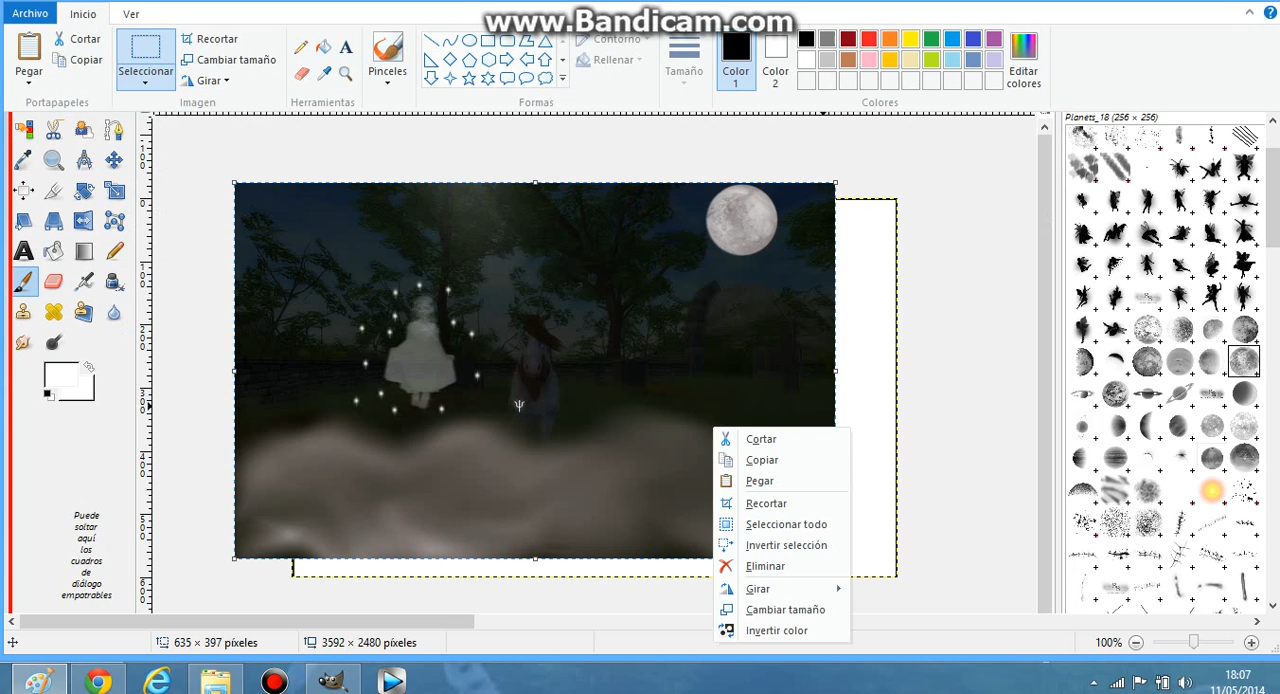 www.Bandicam.com
Archivo Inicio Ver
Pegar
Cortar
Copiar
Portapapeles
Seleccionar
Recortar
Cambiar tamaño
Girar
Imagen
A
Herramientas
Pinceles
Contorno
Rellenar
Formas
Tamaño
Color 1
Color 2
Editar colores
Colores
Planets_18 (256 × 256)
Puede
soltar
aquí
los
cuadros
de
diálogo
empotrables
Cortar
Copiar
Pegar
Recortar
Seleccionar todo
Invertir selección
Eliminar
Girar
Cambiar tamaño
Invertir color
635 × 397 píxeles 3592 × 2480 píxeles 100%
18:07
11/05/2014